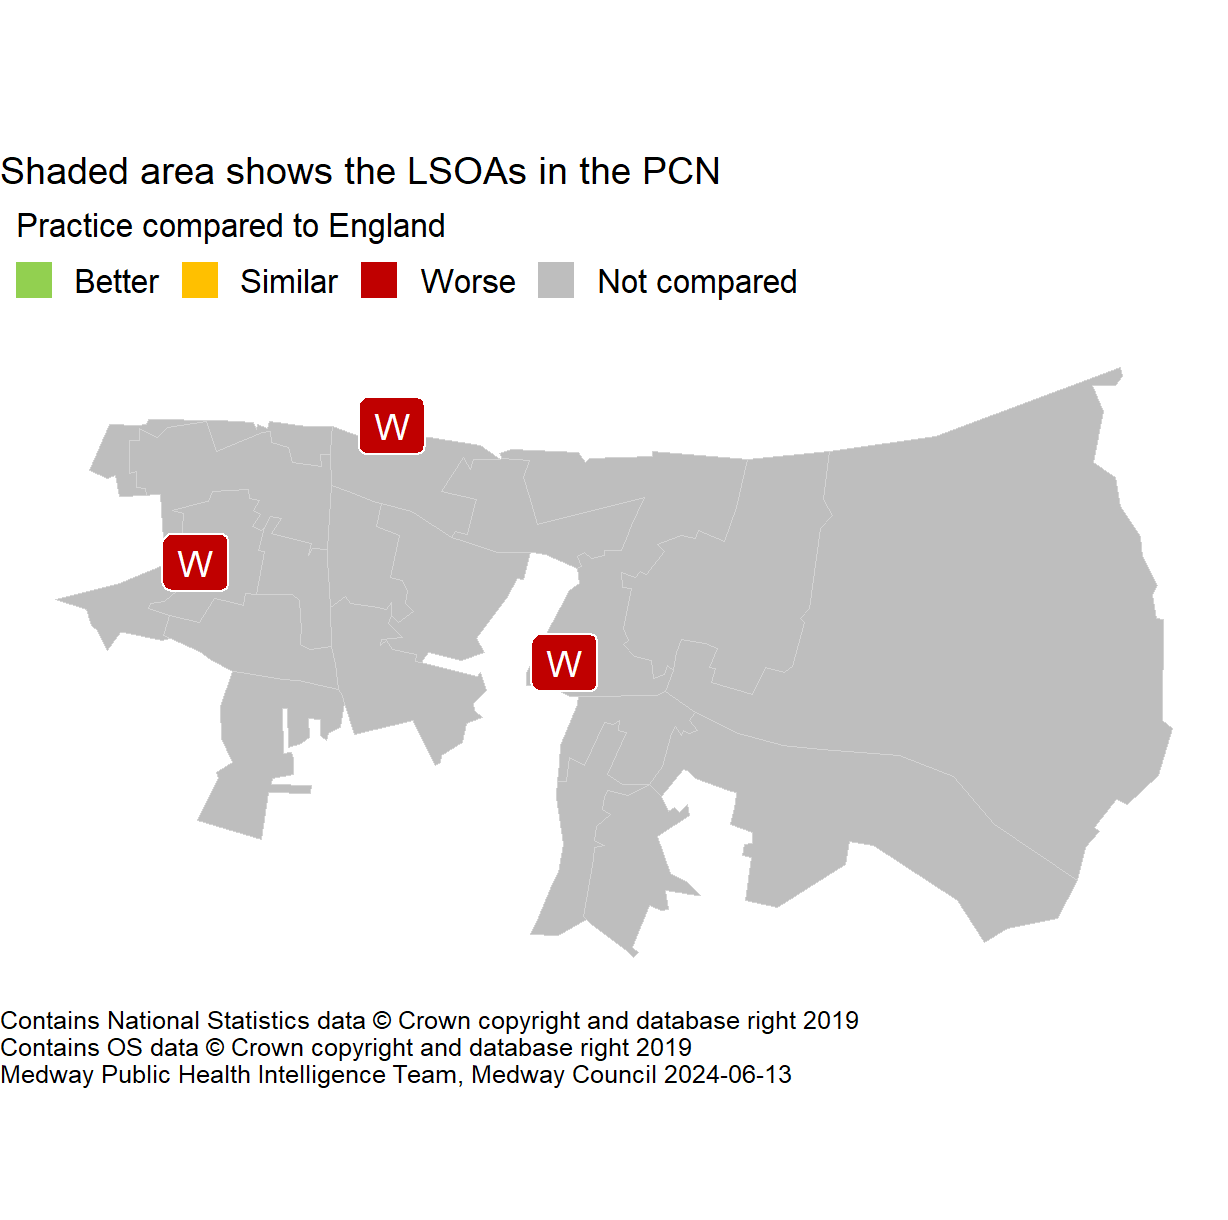 Shaded area shows the LSOAs in the PCN
Practice compared to England
Better Similar Worse Not compared
W
W
W
Contains National Statistics data © Crown copyright and database right 2019
Contains OS data © Crown copyright and database right 2019
Medway Public Health Intelligence Team, Medway Council 2024-06-13